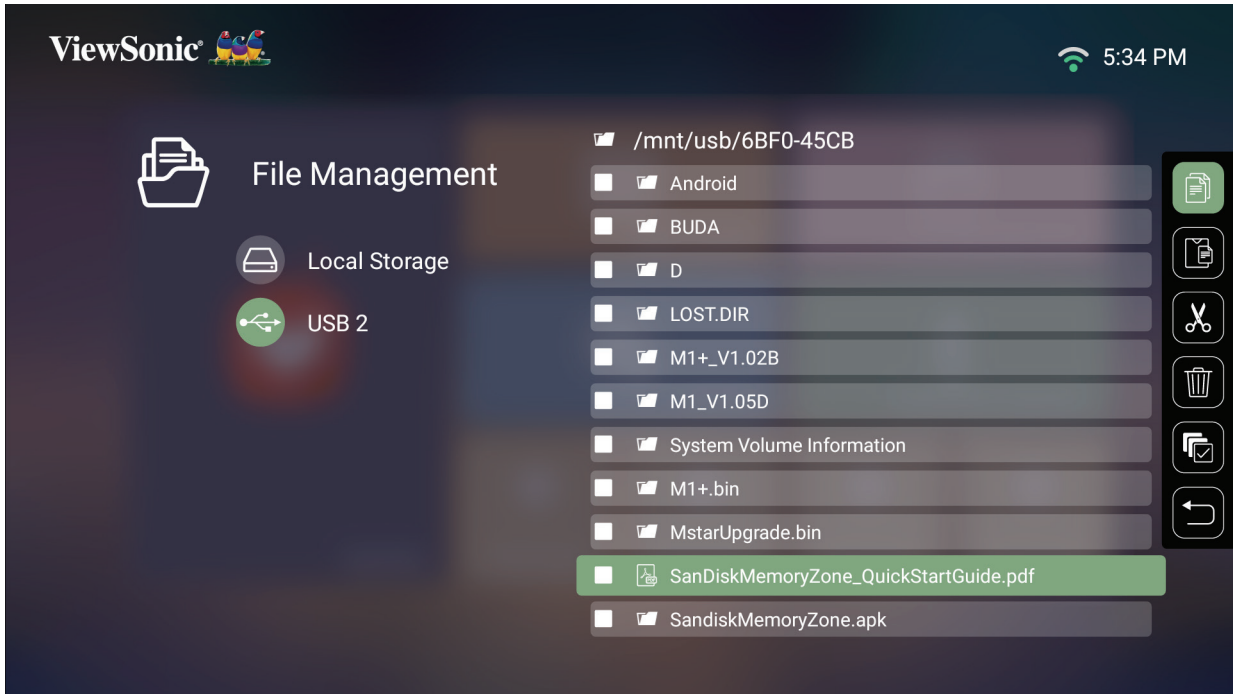 ViewSonic
5:34 PM
File Management
Local Storage
USB 2
/mnt/usb/6BF0-45CB
Android
BUDA
D
LOST.DIR
M1+_V1.02B
M1_V1.05D
System Volume Information
M1+.bin
MstarUpgrade.bin
SanDiskMemoryZone_QuickStartGuide.pdf
SandiskMemoryZone.apk